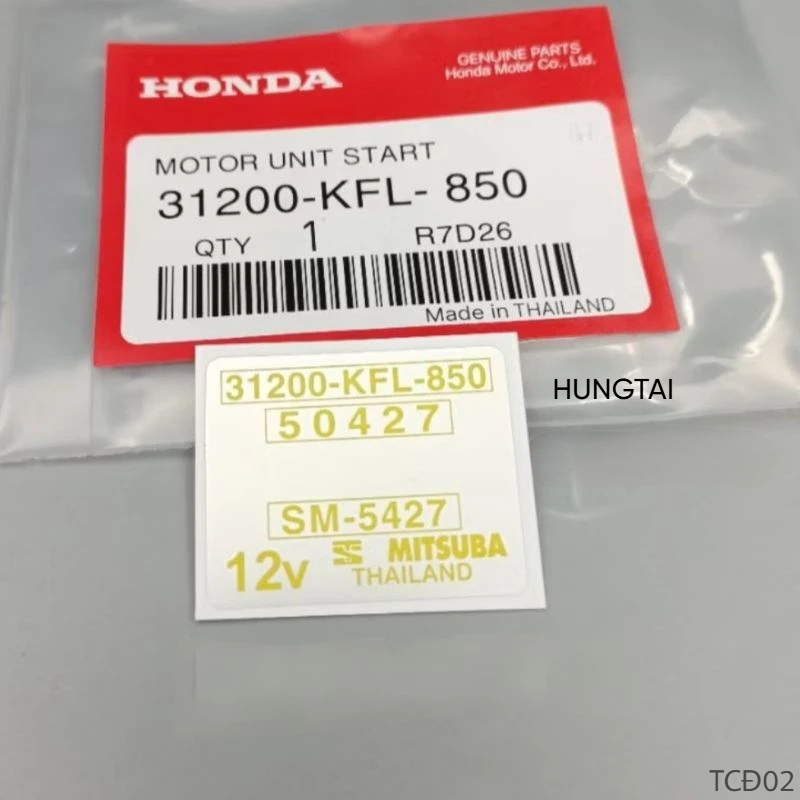 HONDA
GENUINE PARTS
Honda Motor Co., Ltd.
MOTOR UNIT START
31200-KFL- 850
QTY 1 R7D26
Made in THAILAND
31200-KFL-850
50427
HUNGTAI
SM-5427
12v MITSUBA
THAILAND
TCĐ02